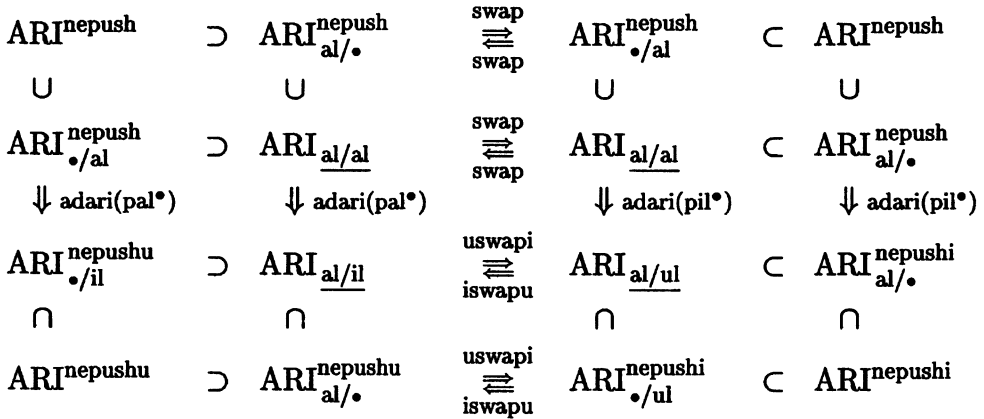 swap
ARI^nepush ⊃ ARI^nepush_al/• ⇄ ARI^nepush_•/al ⊂ ARI^nepush
swap
∪ ∪ ∪ ∪
swap
ARI^nepush_•/al ⊃ ARI_al/al ⇄ ARI_al/al ⊂ ARI^nepush_al/•
swap
⇓ adari(pal•) ⇓ adari(pal•) ⇓ adari(pil•) ⇓ adari(pil•)
uswapi
ARI^nepushu_•/il ⊃ ARI_al/il ⇄ ARI_al/ul ⊂ ARI^nepushi_al/•
iswapu
∩ ∩ ∩ ∩
uswapi
ARI^nepushu ⊃ ARI^nepushu_al/• ⇄ ARI^nepushi_•/ul ⊂ ARI^nepushi
iswapu